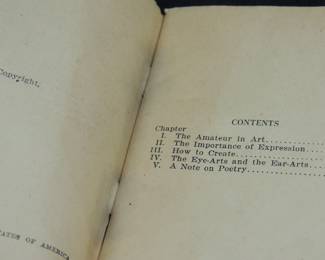 Copyright,
STATES OF AMERICA
CONTENTS
Chapter
I. The Amateur in Art
II. The Importance of Expression
III. How to Create
IV. The Eye-Arts and the Ear-Arts
V. A Note on Poetry